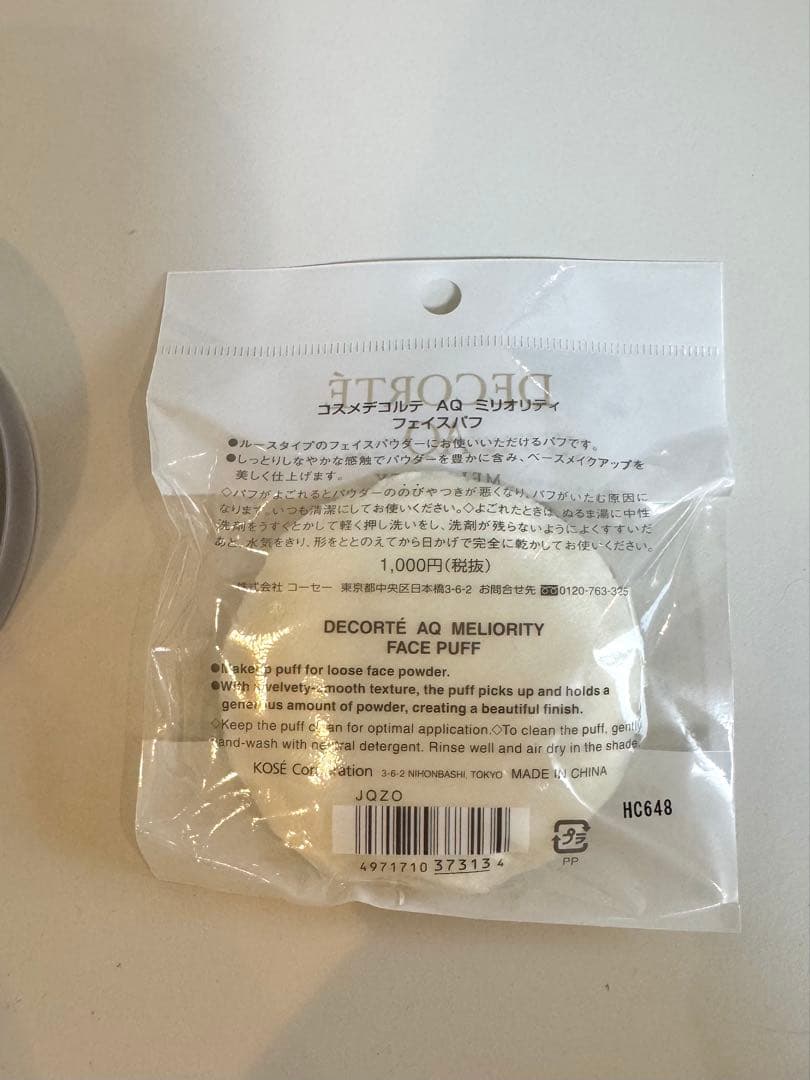 DECORTÉ
AQ
コスメデコルテ AQ ミリオリティ
フェイスパフ
●ルースタイプのフェイスパウダーにお使いいただけるパフです。
●しっとりしなやかな感触でパウダーを豊かに含み、ベースメイクアップを
美しく仕上げます。
◇パフがよごれるとパウダーののびやつきが悪くなり、パフがいたむ原因に
なります。いつも清潔にしてお使いください。◇よごれたときは、ぬるま湯に中性
洗剤をうすくとかして軽く押し洗いをし、洗剤が残らないようによくすすいだ
あと、水気をきり、形をととのえてから日かげで完全に乾かしてお使いください。
1,000円(税抜)
株式会社 コーセー 東京都中央区日本橋3-6-2 お問合せ先 0120-763-325
DECORTÉ AQ MELIORITY
FACE PUFF
●Makeup puff for loose face powder.
●With velvety-smooth texture, the puff picks up and holds a
generous amount of powder, creating a beautiful finish.
◇Keep the puff clean for optimal application.◇To clean the puff, gently
hand-wash with neutral detergent. Rinse well and air dry in the shade.
KOSÉ Corporation 3-6-2 NIHONBASHI, TOKYO MADE IN CHINA
JQZO
HC648
4971710373134
プラ
PP